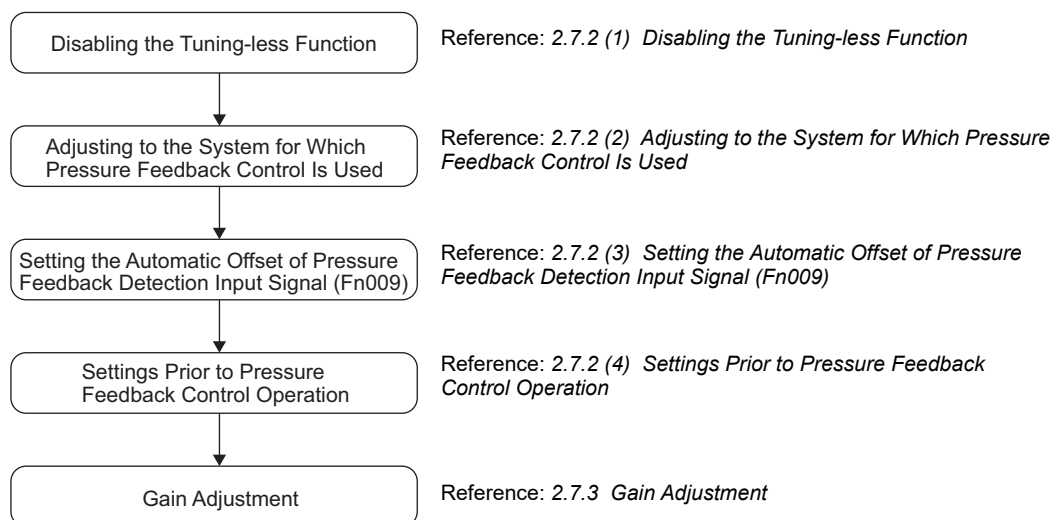 Disabling the Tuning-less Function
Reference: 2.7.2 (1) Disabling the Tuning-less Function
Adjusting to the System for Which
Pressure Feedback Control Is Used
Reference: 2.7.2 (2) Adjusting to the System for Which Pressure
Feedback Control Is Used
Setting the Automatic Offset of Pressure
Feedback Detection Input Signal (Fn009)
Reference: 2.7.2 (3) Setting the Automatic Offset of Pressure
Feedback Detection Input Signal (Fn009)
Settings Prior to Pressure
Feedback Control Operation
Reference: 2.7.2 (4) Settings Prior to Pressure Feedback
Control Operation
Gain Adjustment
Reference: 2.7.3 Gain Adjustment